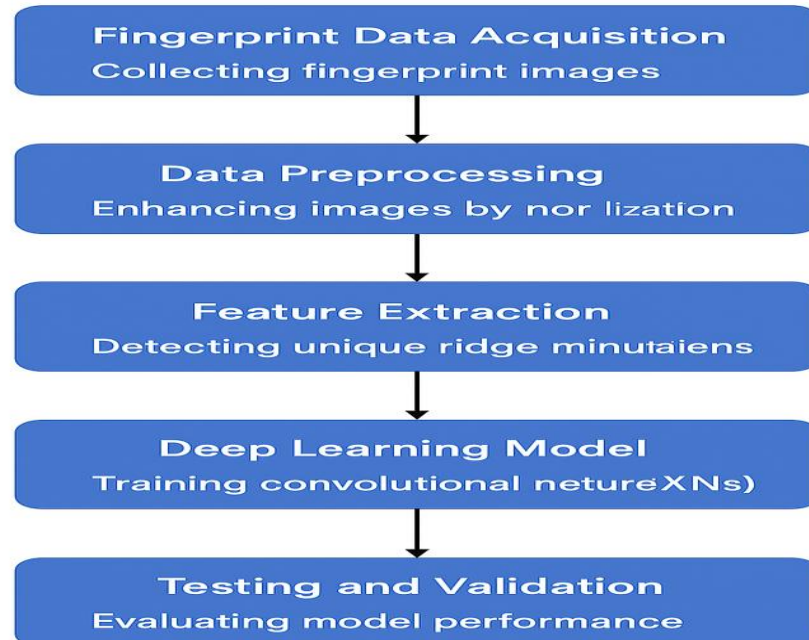 Fingerprint Data Acquisition
Collecting fingerprint images
Data Preprocessing
Enhancing images by nor lization
Feature Extraction
Detecting unique ridge minutaiens
Deep Learning Model
Training convolutional netureXNs)
Testing and Validation
Evaluating model performance